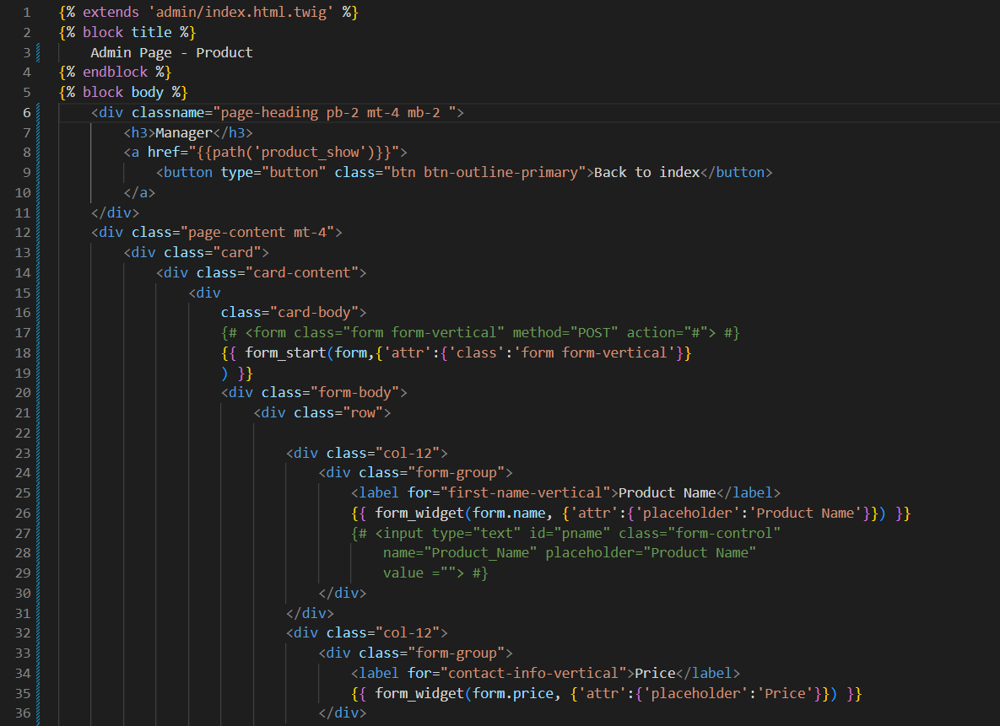 1 {% extends 'admin/index.html.twig' %}
2 {% block title %}
3     Admin Page - Product
4 {% endblock %}
5 {% block body %}
6     <div classname="page-heading pb-2 mt-4 mb-2 ">
7         <h3>Manager</h3>
8         <a href="{{path('product_show')}}">
9             <button type="button" class="btn btn-outline-primary">Back to index</button>
10         </a>
11     </div>
12     <div class="page-content mt-4">
13         <div class="card">
14             <div class="card-content">
15                 <div
16                     class="card-body">
17                     {# <form class="form form-vertical" method="POST" action="#"> #}
18                     {{ form_start(form,{'attr':{'class':'form form-vertical'}}
19                     ) }}
20                     <div class="form-body">
21                         <div class="row">
22
23                             <div class="col-12">
24                                 <div class="form-group">
25                                     <label for="first-name-vertical">Product Name</label>
26                                     {{ form_widget(form.name, {'attr':{'placeholder':'Product Name'}}) }}
27                                     {# <input type="text" id="pname" class="form-control"
28                                         name="Product_Name" placeholder="Product Name"
29                                         value =""> #}
30                                 </div>
31                             </div>
32                             <div class="col-12">
33                                 <div class="form-group">
34                                     <label for="contact-info-vertical">Price</label>
35                                     {{ form_widget(form.price, {'attr':{'placeholder':'Price'}}) }}
36                                 </div>